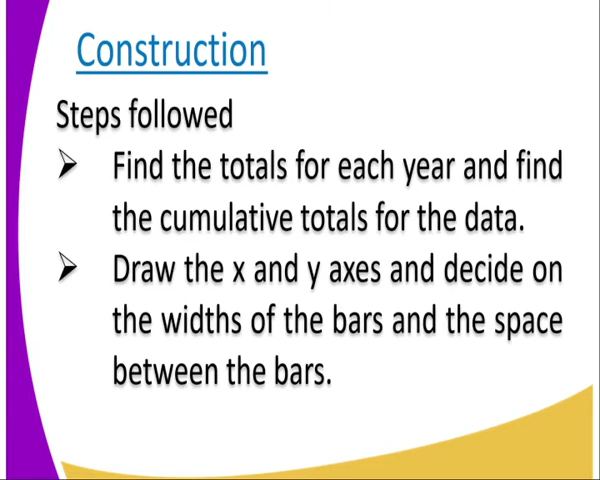 Construction
Steps followed
➢ Find the totals for each year and find
the cumulative totals for the data.
➢ Draw the x and y axes and decide on
the widths of the bars and the space
between the bars.